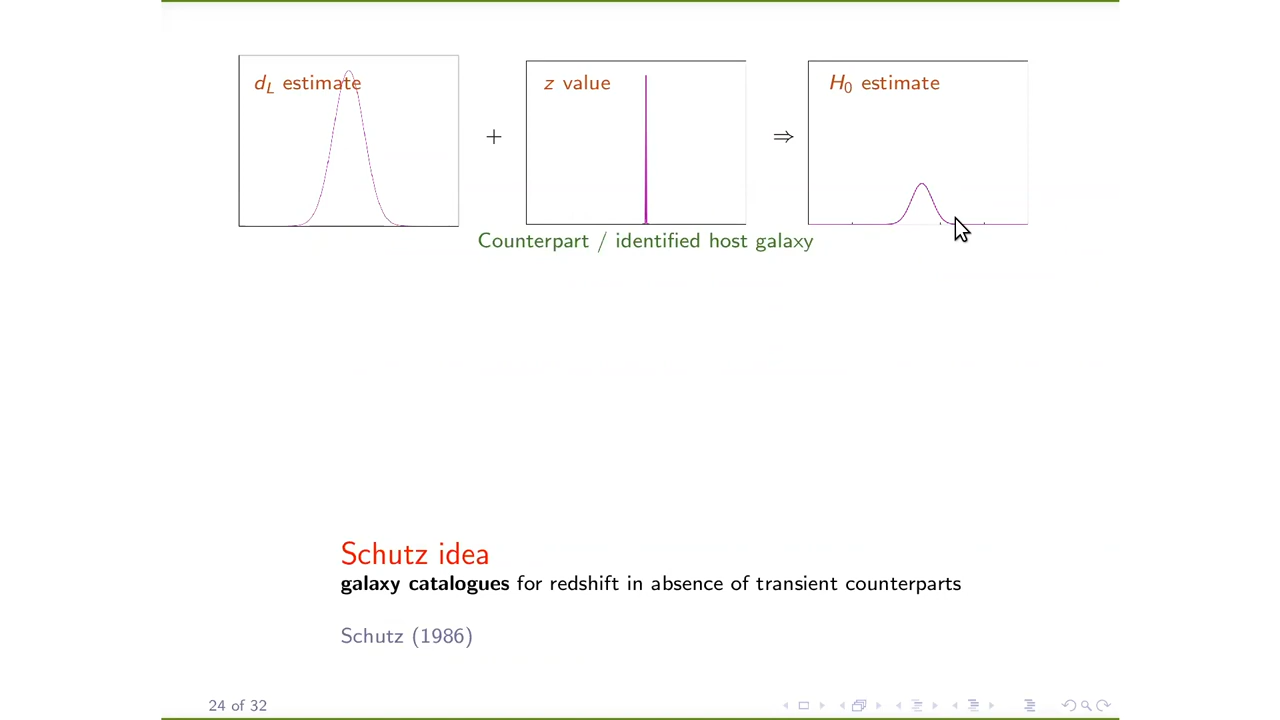 d_L estimate
z value
H_0 estimate
+
⇒
Counterpart / identified host galaxy
Schutz idea
galaxy catalogues for redshift in absence of transient counterparts
Schutz (1986)
24 of 32